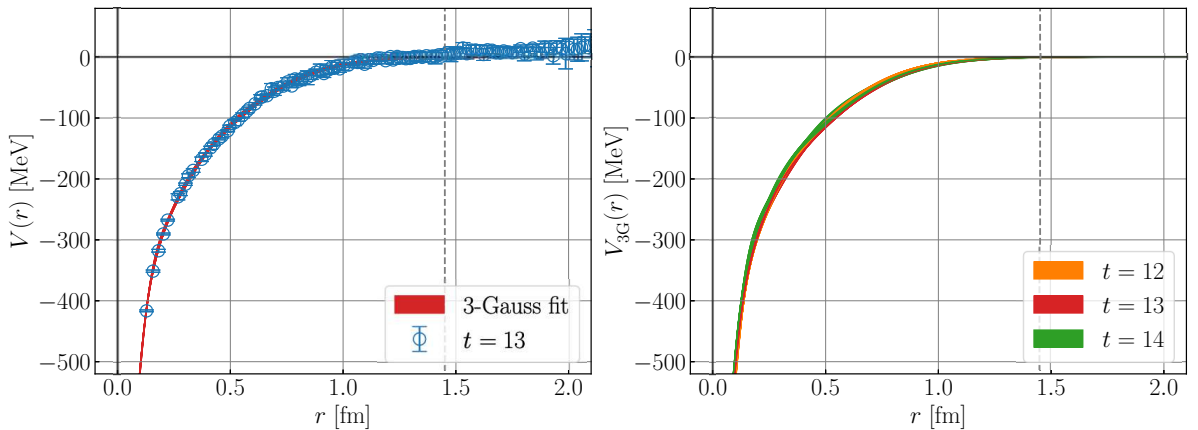 0
−100
−200
−300
−400
−500
V(r) [MeV]
3-Gauss fit
t = 13
0.0 0.5 1.0 1.5 2.0
r [fm]
0
−100
−200
−300
−400
−500
V3G(r) [MeV]
t = 12
t = 13
t = 14
0.0 0.5 1.0 1.5 2.0
r [fm]